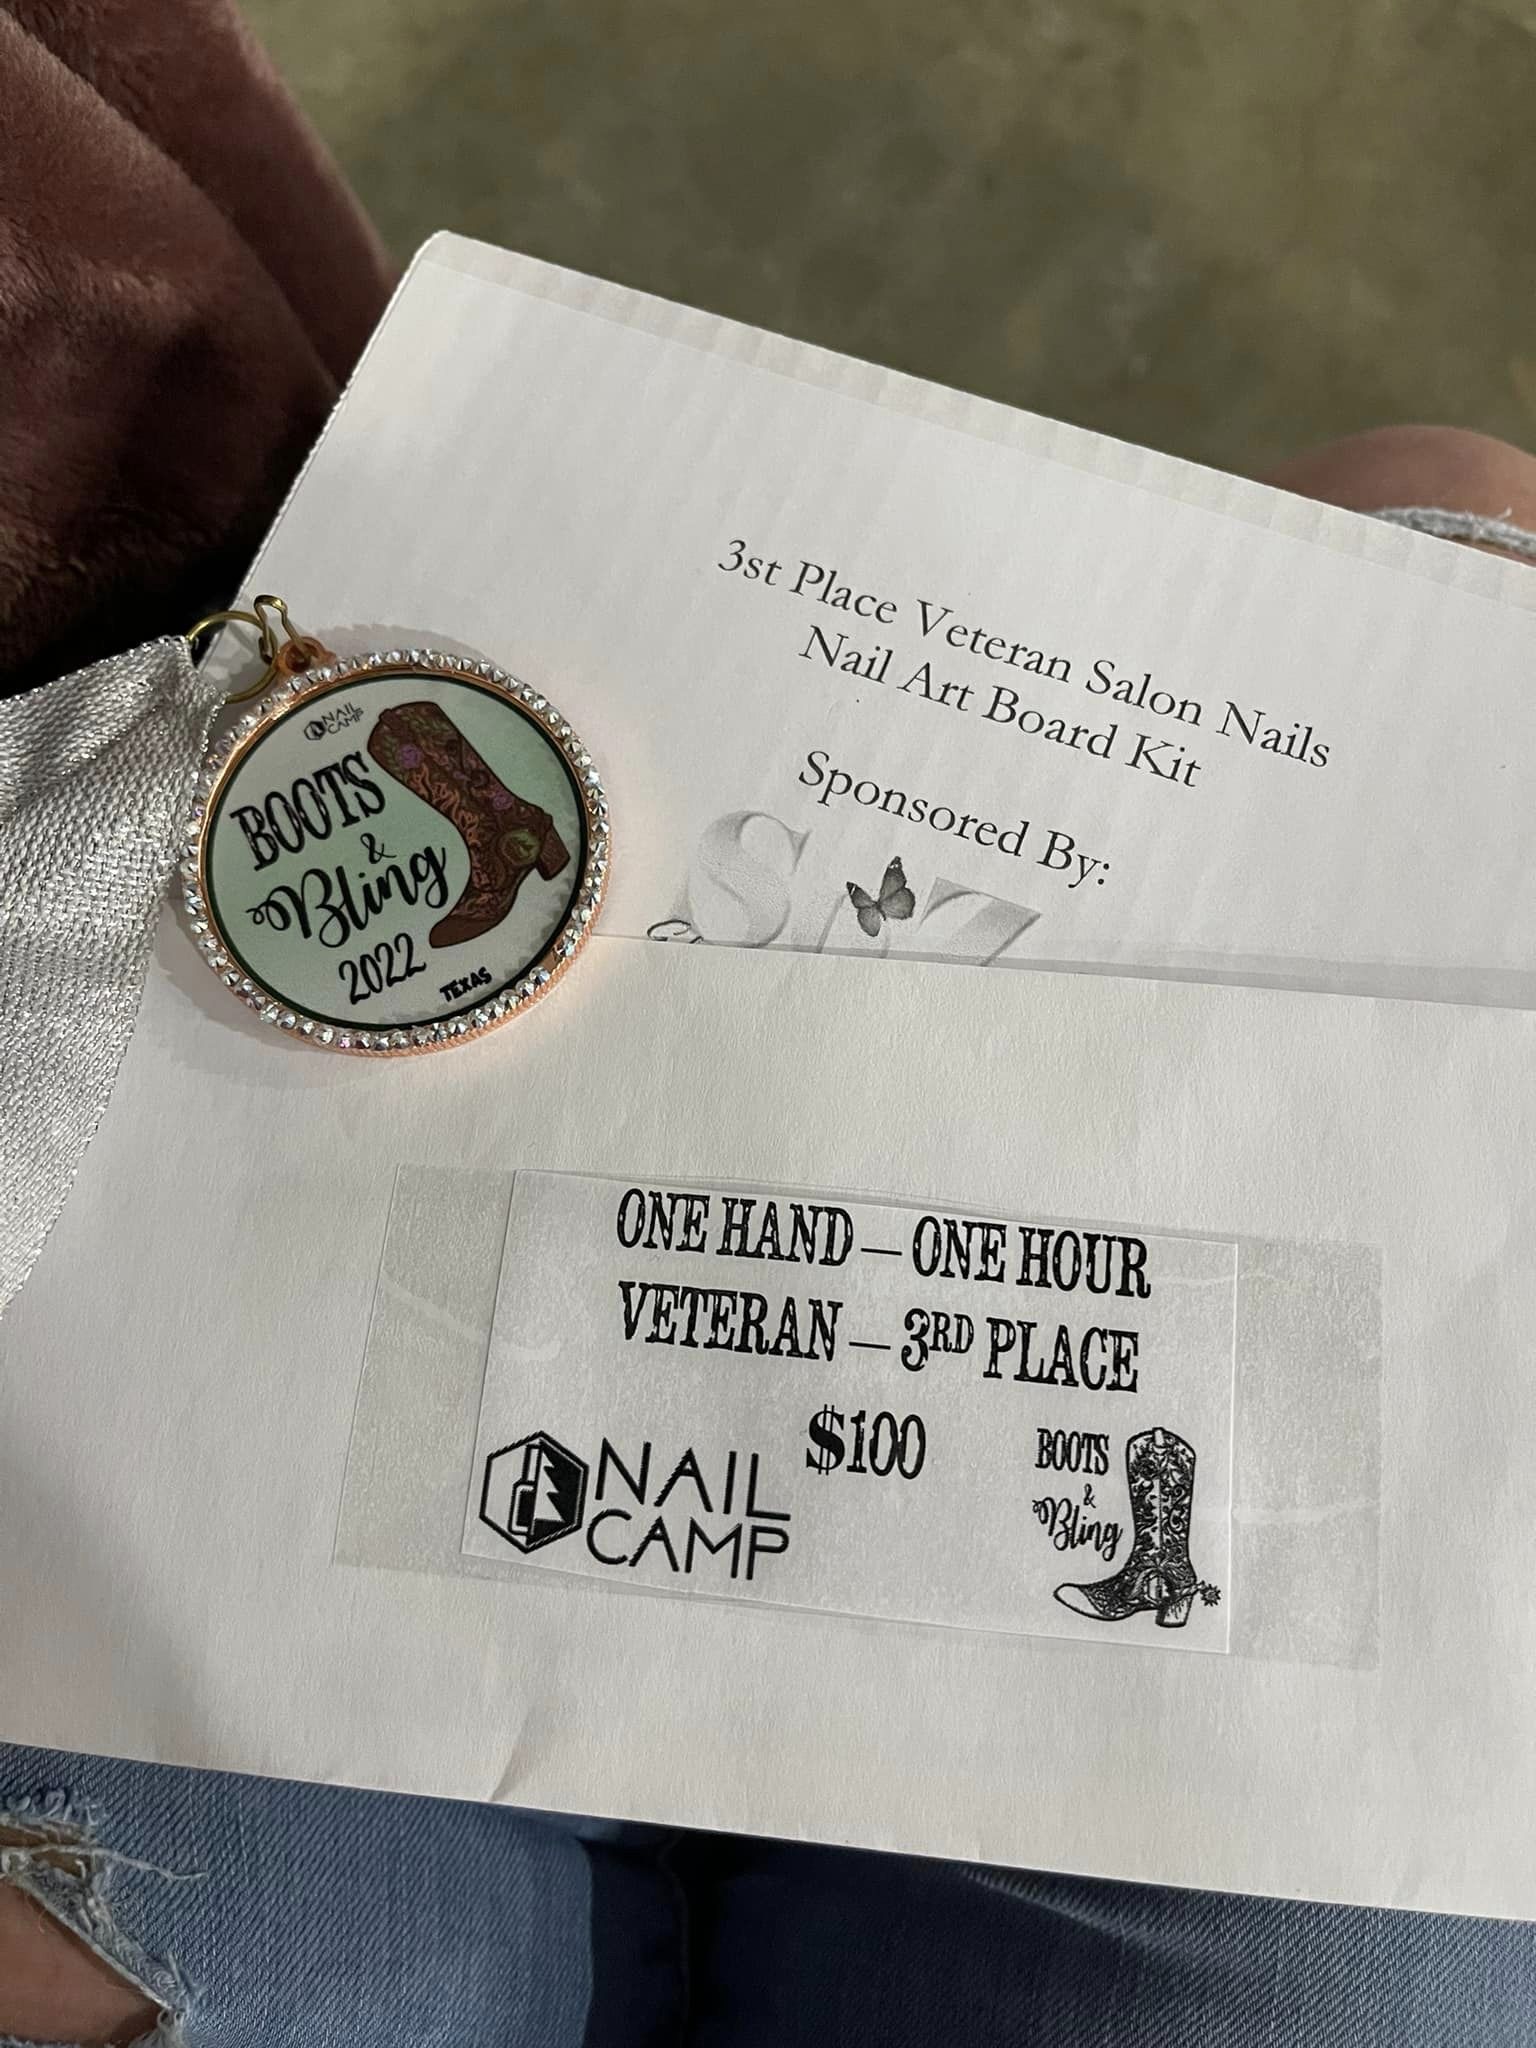 3st Place Veteran Salon Nails
Nail Art Board Kit
Sponsored By:
NAIL
CAMP
BOOTS
&
Bling
2022
TEXAS
ONE HAND – ONE HOUR
VETERAN – 3RD PLACE
$100
NAIL
CAMP
BOOTS
&
Bling